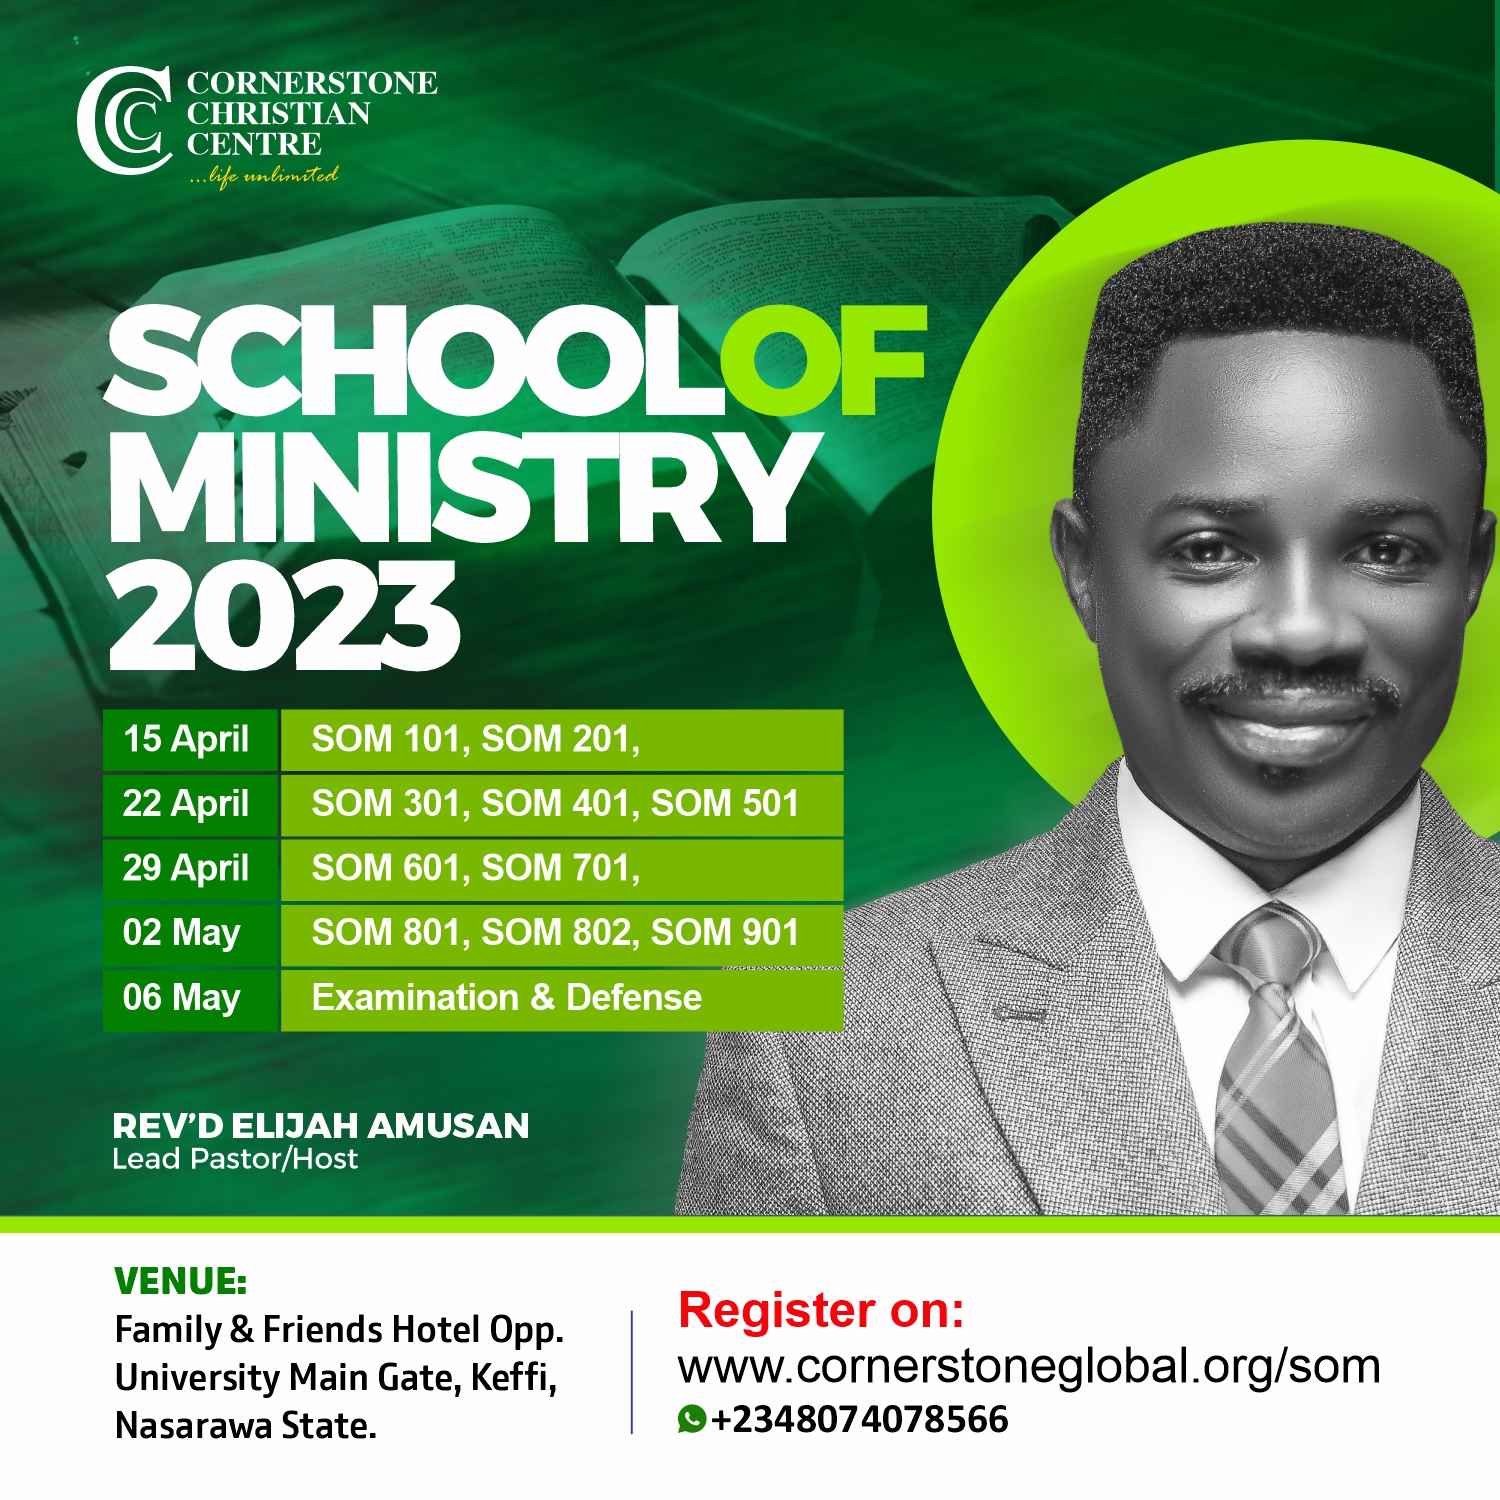 CCC
CORNERSTONE
CHRISTIAN
CENTRE
...life unlimited
SCHOOL OF
MINISTRY
2023
15 April SOM 101, SOM 201,
22 April SOM 301, SOM 401, SOM 501
29 April SOM 601, SOM 701,
02 May SOM 801, SOM 802, SOM 901
06 May Examination & Defense
REV'D ELIJAH AMUSAN
Lead Pastor/Host
VENUE:
Family & Friends Hotel Opp.
University Main Gate, Keffi,
Nasarawa State.
Register on:
www.cornerstoneglobal.org/som
+2348074078566